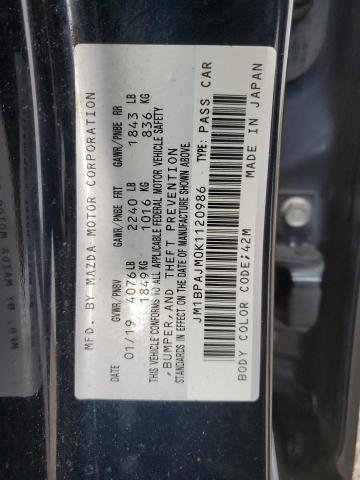 MFD. BY MAZDA MOTOR CORPORATION
DATE GVWR/PNBV GAWR/PNBE FRT GAWR/PNBE RR
01/19 4076LB 2240 LB 1843 LB
1849KG 1016 KG 836 KG
THIS VEHICLE CONFORMS TO ALL APPLICABLE FEDERAL MOTOR VEHICLE SAFETY
,BUMPER,AND THEFT PREVENTION
STANDARDS IN EFFECT ON THE DATE OF MANUFACTURE SHOWN ABOVE.
JM1BPAJM0K1120986 TYPE: PASS CAR
BODY COLOR CODE;42M MADE IN JAPAN